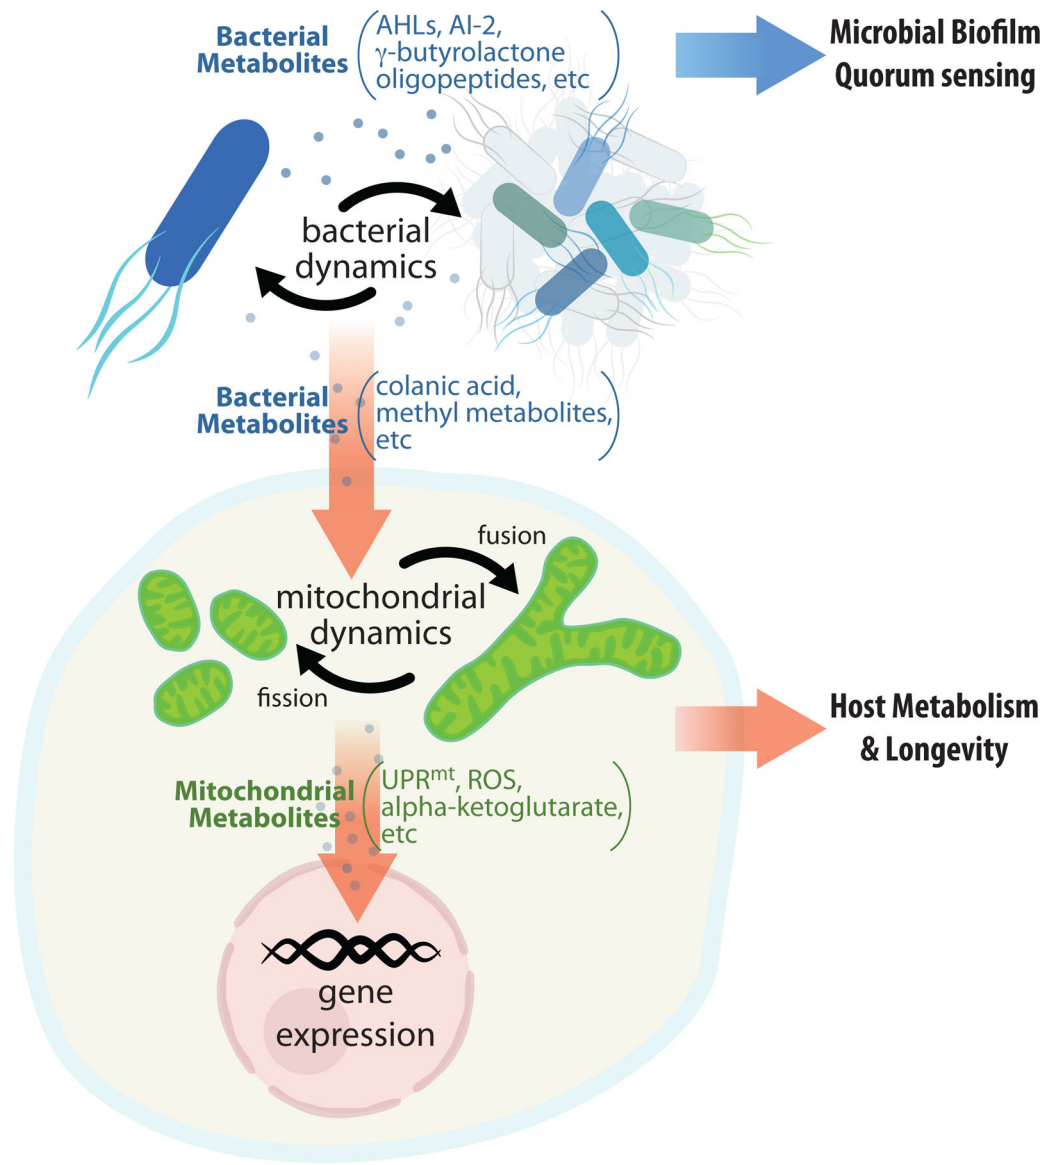 Bacterial
Metabolites
AHLs, AI-2,
γ-butyrolactone
oligopeptides, etc
Microbial Biofilm
Quorum sensing
bacterial
dynamics
Bacterial
Metabolites
colanic acid,
methyl metabolites,
etc
fusion
mitochondrial
dynamics
fission
Host Metabolism
& Longevity
Mitochondrial
Metabolites
UPRᵐᵗ, ROS,
alpha-ketoglutarate,
etc
gene
expression